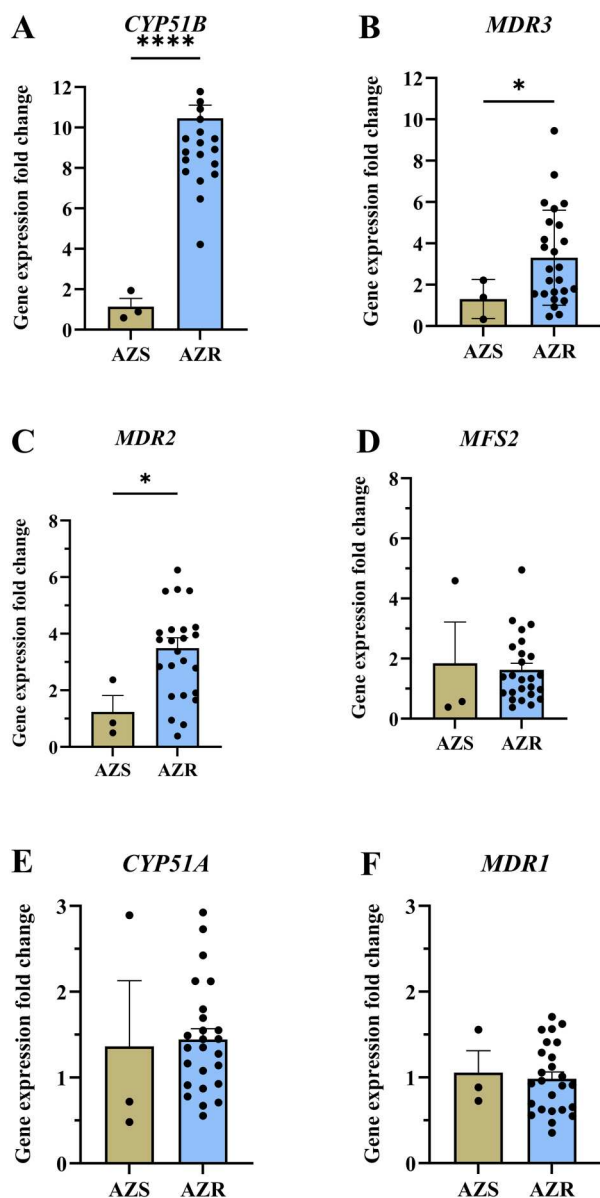 A
CYP51B
****
Gene expression fold change
12
10
8
6
4
2
0
AZS
AZR
B
MDR3
*
Gene expression fold change
12
10
8
6
4
2
0
AZS
AZR
C
MDR2
*
Gene expression fold change
8
6
4
2
0
AZS
AZR
D
MFS2
Gene expression fold change
8
6
4
2
0
AZS
AZR
E
CYP51A
Gene expression fold change
3
2
1
0
AZS
AZR
F
MDR1
Gene expression fold change
3
2
1
0
AZS
AZR